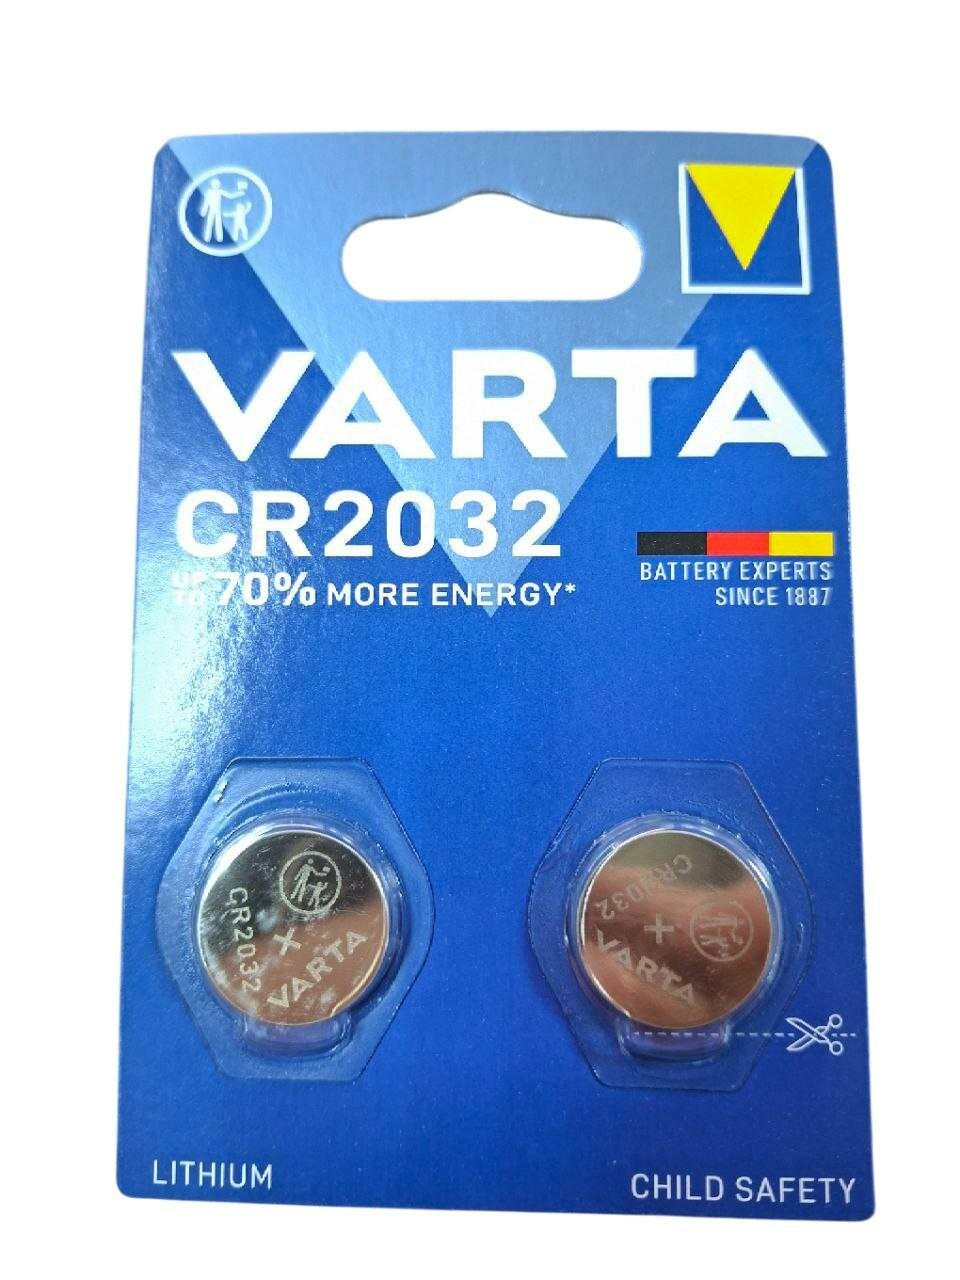 VARTA
CR2032
UP TO 70% MORE ENERGY*
BATTERY EXPERTS
SINCE 1887
CR2032
+
VARTA
CR2032
+
VARTA
LITHIUM
CHILD SAFETY